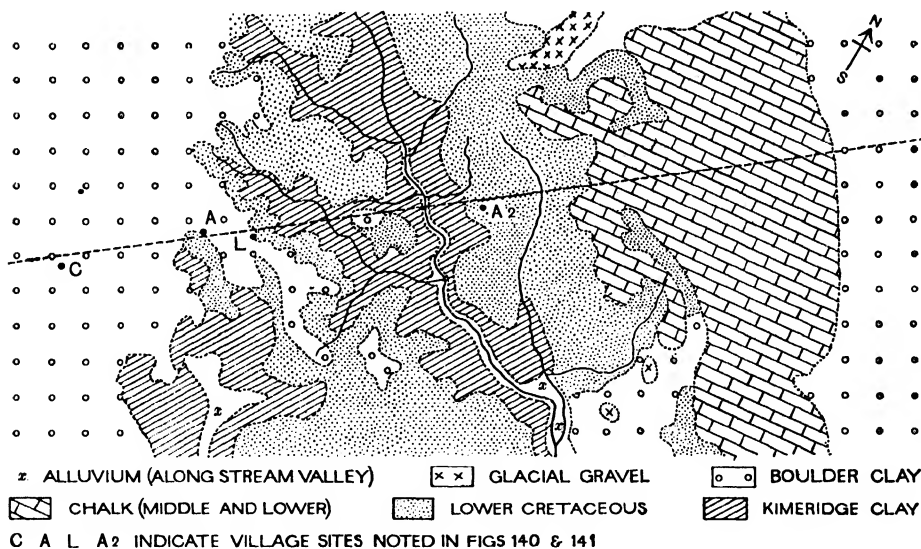 N
S
A
L
A2
C
x
x
x
x ALLUVIUM (ALONG STREAM VALLEY) GLACIAL GRAVEL BOULDER CLAY
CHALK (MIDDLE AND LOWER) LOWER CRETACEOUS KIMERIDGE CLAY
C A L A2 INDICATE VILLAGE SITES NOTED IN FIGS 140 & 141